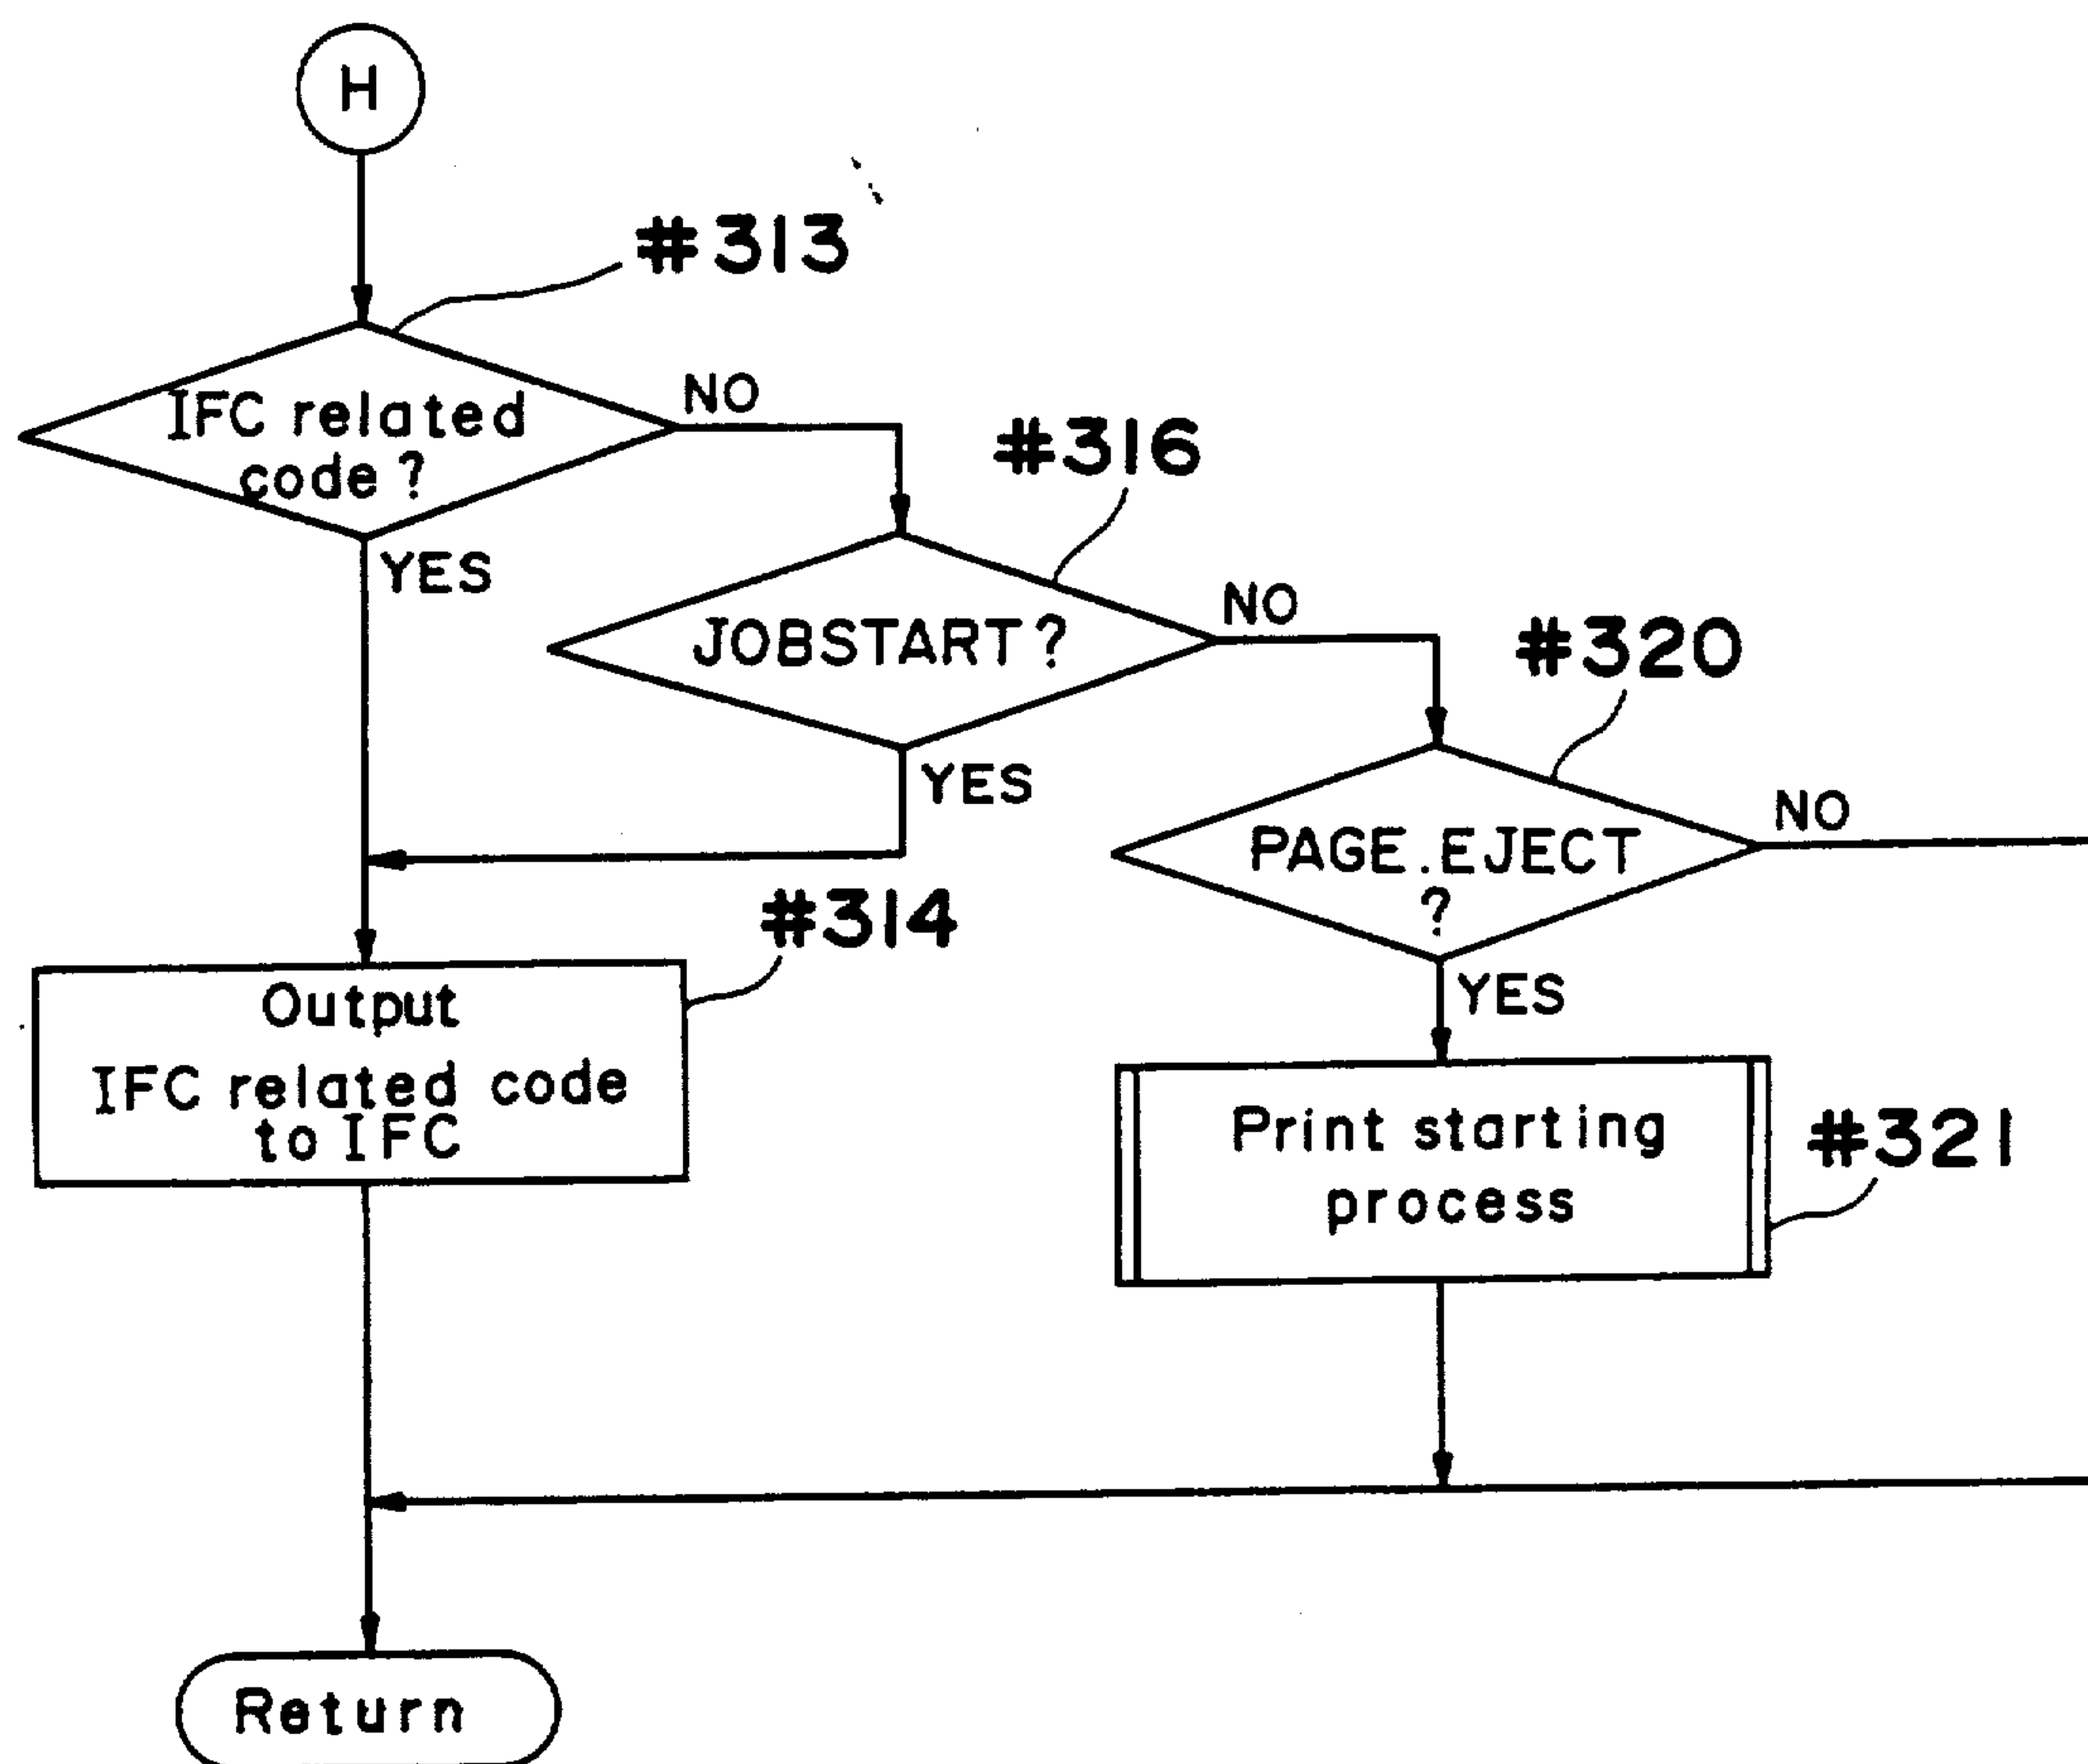 H
#313
IFC related
code ?
NO
YES
#316
JOBSTART ?
NO
YES
#320
PAGE.EJECT
?
NO
YES
#314
Output
IFC related code
to IFC
Print starting
process
#321
Return